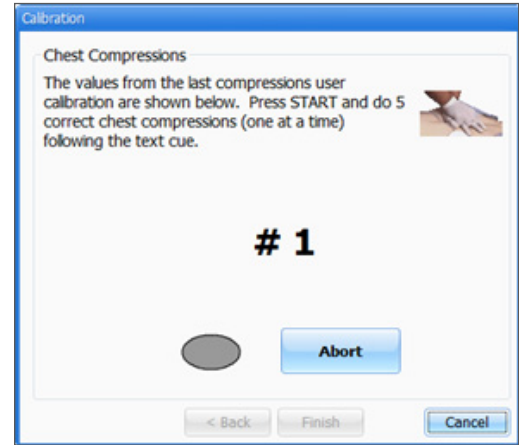 Calibration
Chest Compressions
The values from the last compressions user
calibration are shown below. Press START and do 5
correct chest compressions (one at a time)
following the text cue.
# 1
Abort
< Back
Finish
Cancel